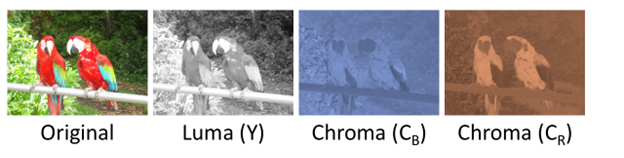 Original
Luma (Y)
Chroma (CB)
Chroma (CR)